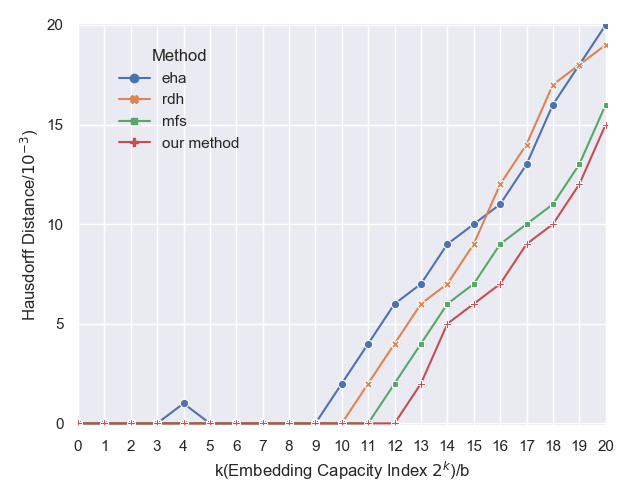 20
15
10
5
0
Hausdorff Distance/10⁻³)
Method
eha
rdh
mfs
our method
0 1 2 3 4 5 6 7 8 9 10 11 12 13 14 15 16 17 18 19 20
k(Embedding Capacity Index 2ᵏ)/b